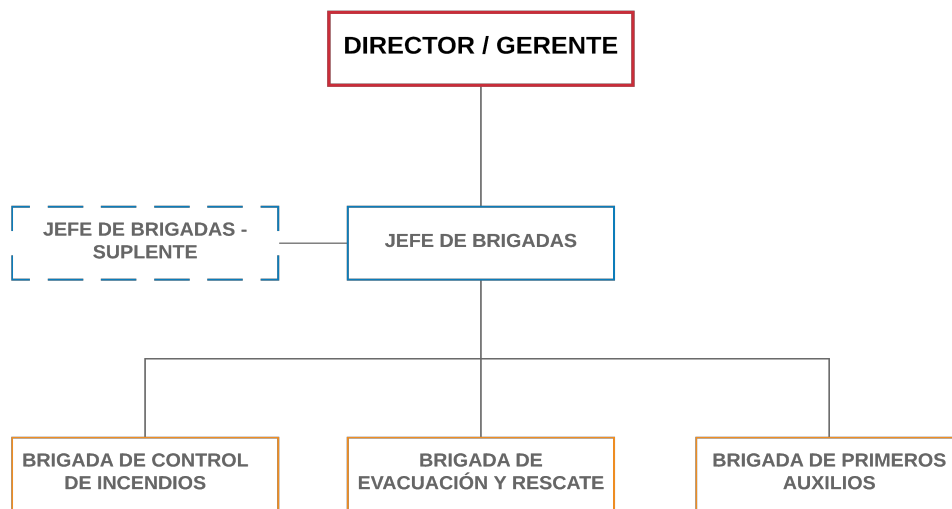 DIRECTOR / GERENTE
JEFE DE BRIGADAS -
SUPLENTE
JEFE DE BRIGADAS
BRIGADA DE CONTROL
DE INCENDIOS
BRIGADA DE
EVACUACIÓN Y RESCATE
BRIGADA DE PRIMEROS
AUXILIOS